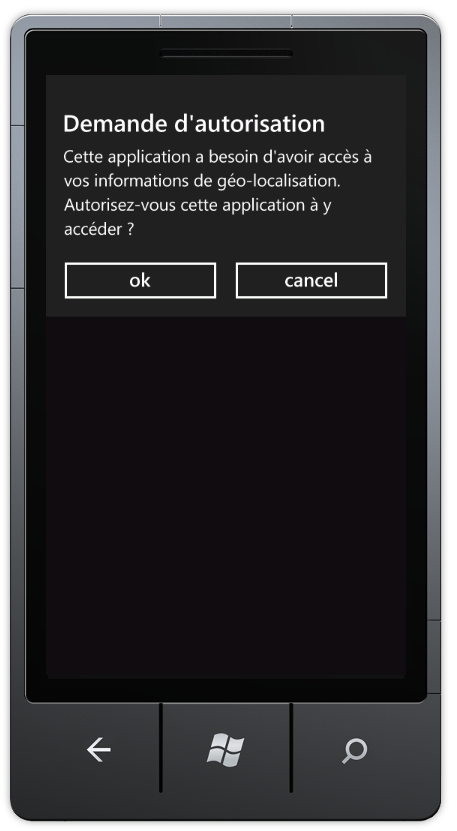 Demande d'autorisation
Cette application a besoin d'avoir accès à
vos informations de géo-localisation.
Autorisez-vous cette application à y
accéder ?
ok
cancel